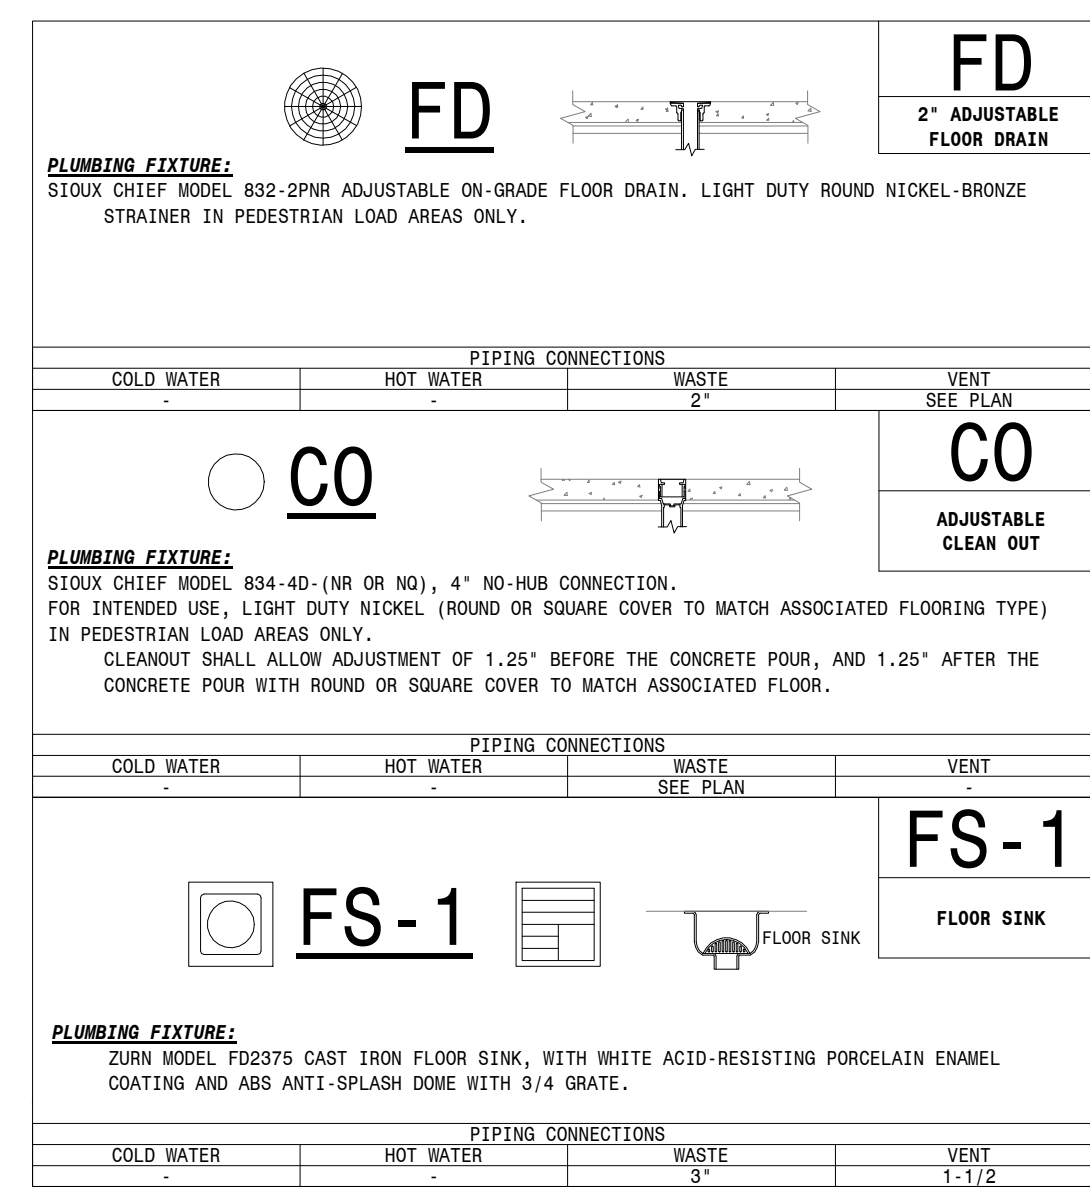 FD
FD
2" ADJUSTABLE
FLOOR DRAIN
PLUMBING FIXTURE:
SIOUX CHIEF MODEL 832-2PNR ADJUSTABLE ON-GRADE FLOOR DRAIN. LIGHT DUTY ROUND NICKEL-BRONZE
STRAINER IN PEDESTRIAN LOAD AREAS ONLY.
PIPING CONNECTIONS
COLD WATER HOT WATER WASTE VENT
- - 2" SEE PLAN
CO
CO
ADJUSTABLE
CLEAN OUT
PLUMBING FIXTURE:
SIOUX CHIEF MODEL 834-4D-(NR OR NQ), 4" NO-HUB CONNECTION.
FOR INTENDED USE, LIGHT DUTY NICKEL (ROUND OR SQUARE COVER TO MATCH ASSOCIATED FLOORING TYPE)
IN PEDESTRIAN LOAD AREAS ONLY.
CLEANOUT SHALL ALLOW ADJUSTMENT OF 1.25" BEFORE THE CONCRETE POUR, AND 1.25" AFTER THE
CONCRETE POUR WITH ROUND OR SQUARE COVER TO MATCH ASSOCIATED FLOOR.
PIPING CONNECTIONS
COLD WATER HOT WATER WASTE VENT
- - SEE PLAN -
FS-1
FS-1
FLOOR SINK
FLOOR SINK
PLUMBING FIXTURE:
ZURN MODEL FD2375 CAST IRON FLOOR SINK, WITH WHITE ACID-RESISTING PORCELAIN ENAMEL
COATING AND ABS ANTI-SPLASH DOME WITH 3/4 GRATE.
PIPING CONNECTIONS
COLD WATER HOT WATER WASTE VENT
- - 3" 1-1/2